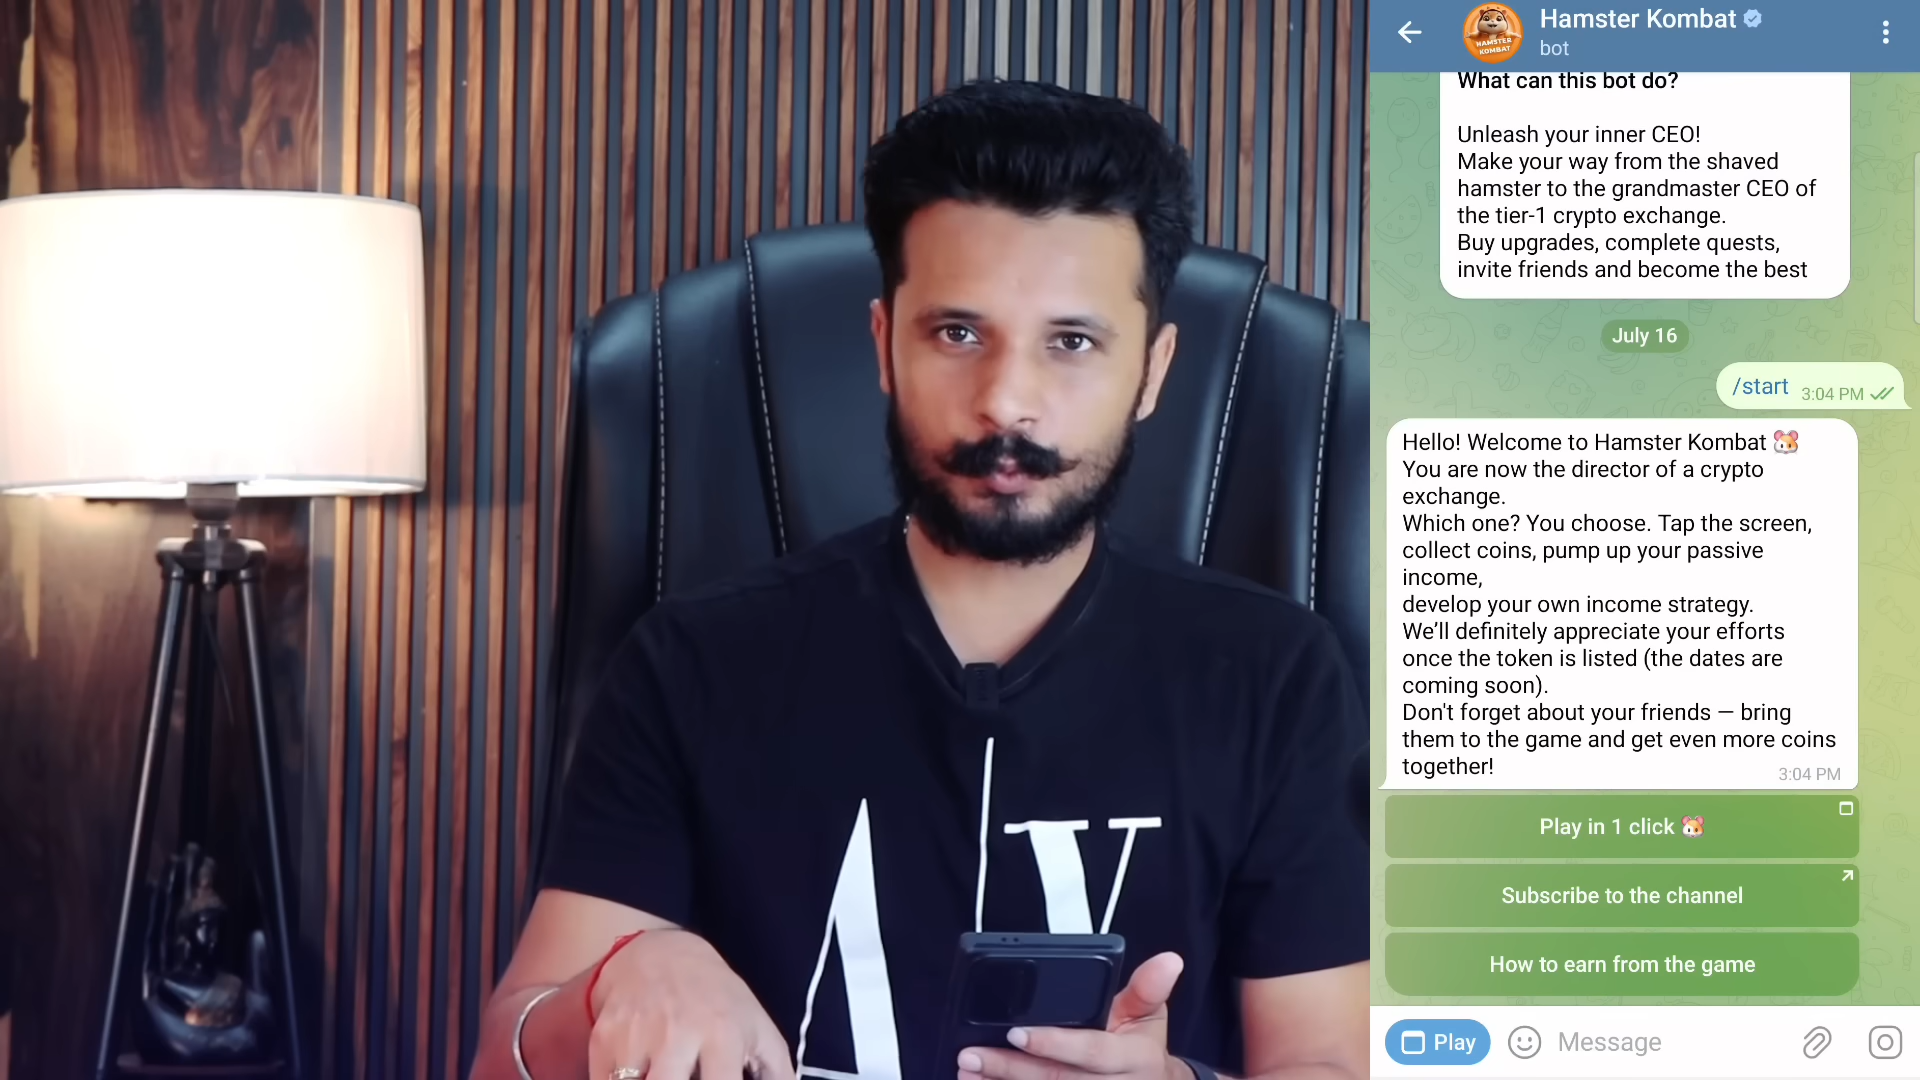 Hamster Kombat
bot
HAMSTER
KOMBAT
What can this bot do?
Unleash your inner CEO!
Make your way from the shaved
hamster to the grandmaster CEO of
the tier-1 crypto exchange.
Buy upgrades, complete quests,
invite friends and become the best
July 16
/start 3:04 PM
Hello! Welcome to Hamster Kombat 🐹
You are now the director of a crypto
exchange.
Which one? You choose. Tap the screen,
collect coins, pump up your passive
income,
develop your own income strategy.
We’ll definitely appreciate your efforts
once the token is listed (the dates are
coming soon).
Don't forget about your friends — bring
them to the game and get even more coins
together!
3:04 PM
Play in 1 click 🐹
Subscribe to the channel
How to earn from the game
Play
Message
A